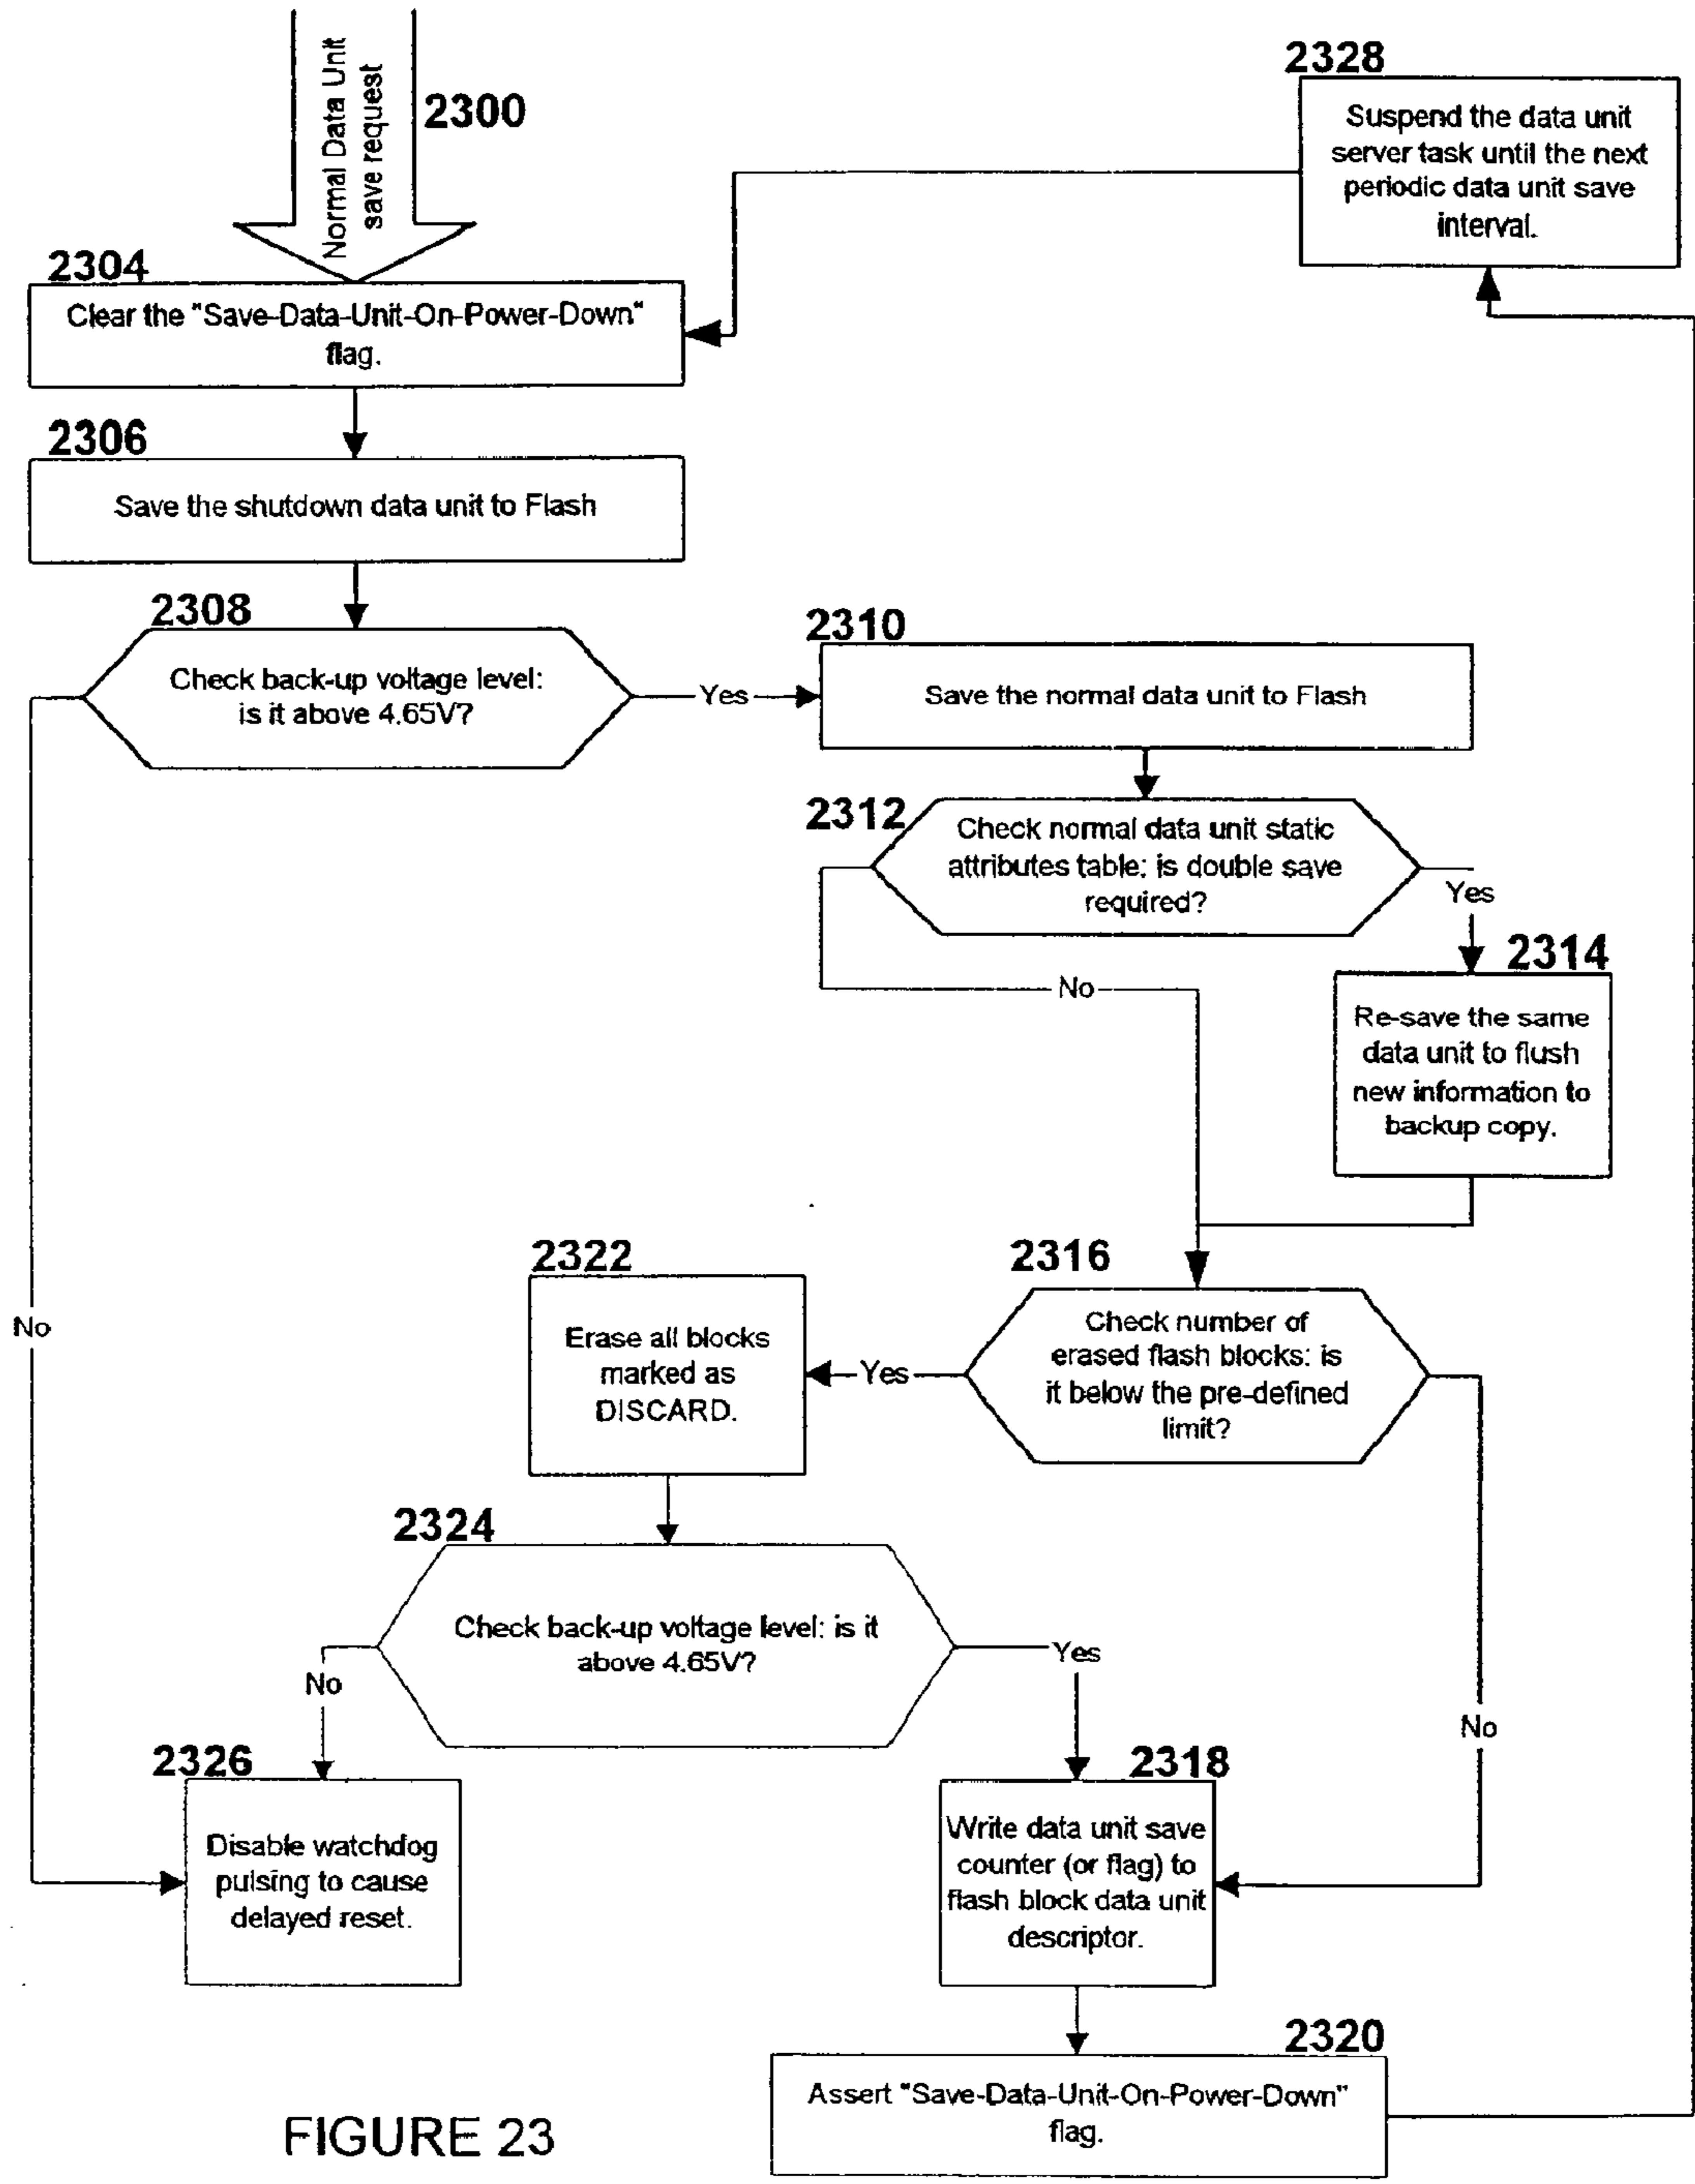 Normal Data Unit
save request
2300
2328
Suspend the data unit
server task until the next
periodic data unit save
interval.
2304
Clear the "Save-Data-Unit-On-Power-Down"
flag.
2306
Save the shutdown data unit to Flash
2308
Check back-up voltage level:
is it above 4.65V?
Yes
2310
Save the normal data unit to Flash
2312
Check normal data unit static
attributes table: is double save
required?
Yes
No
2314
Re-save the same
data unit to flush
new information to
backup copy.
2316
Check number of
erased flash blocks: is
it below the pre-defined
limit?
Yes
2322
Erase all blocks
marked as
DISCARD.
No
2324
Check back-up voltage level: is it
above 4.65V?
No
Yes
No
2326
Disable watchdog
pulsing to cause
delayed reset.
2318
Write data unit save
counter (or flag) to
flash block data unit
descriptor.
2320
Assert "Save-Data-Unit-On-Power-Down"
flag.
FIGURE 23